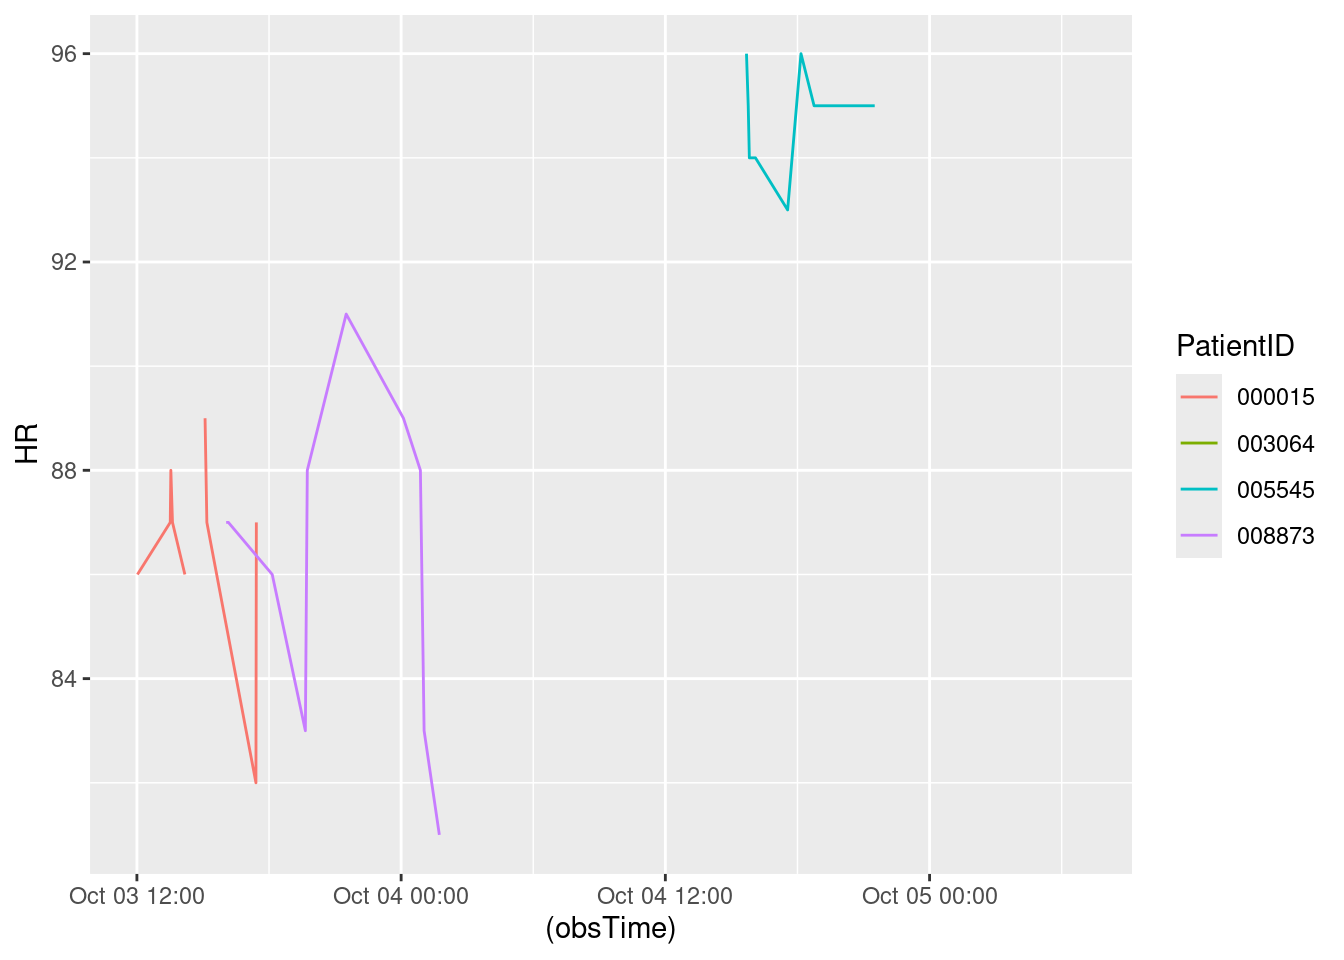 96
92
88
84
HR
Oct 03 12:00
Oct 04 00:00
Oct 04 12:00
Oct 05 00:00
(obsTime)
PatientID
000015
003064
005545
008873